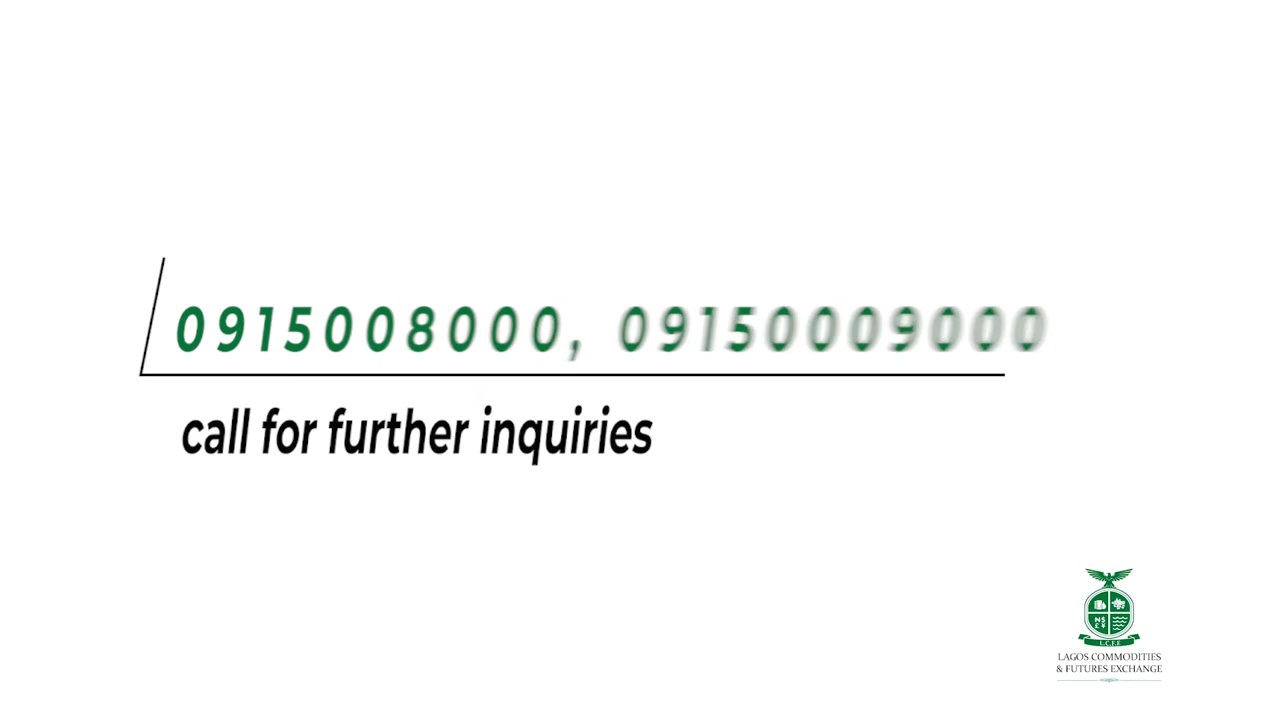 0915008000, 09150009000
call for further inquiries
N$
£¥
L.C.F.E
LAGOS COMMODITIES
& FUTURES EXCHANGE